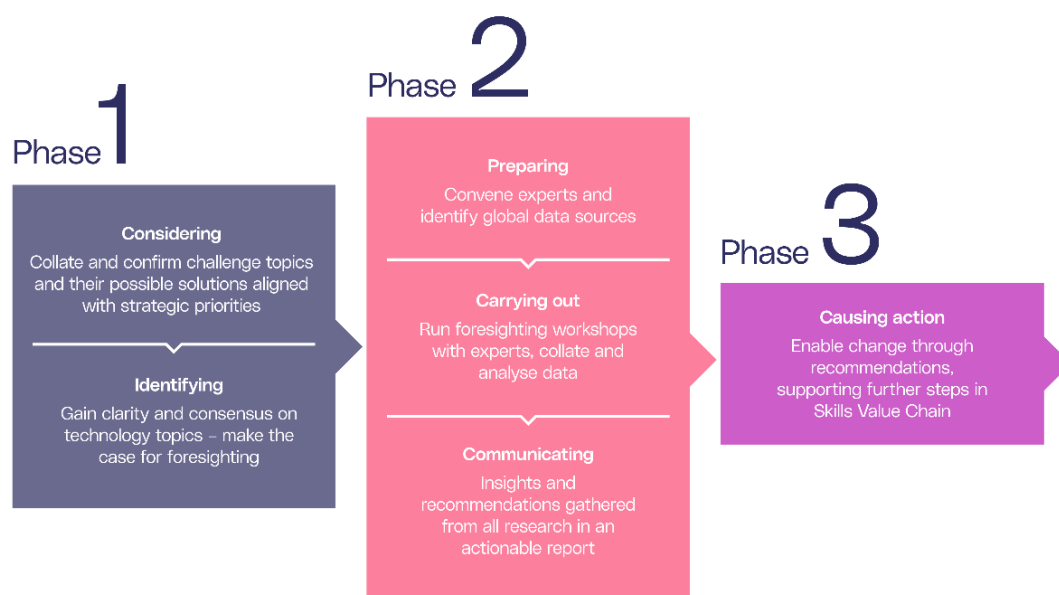 Phase 1
Considering
Collate and confirm challenge topics
and their possible solutions aligned
with strategic priorities
Identifying
Gain clarity and consensus on
technology topics – make the
case for foresighting
Phase 2
Preparing
Convene experts and
identify global data sources
Carrying out
Run foresighting workshops
with experts, collate and
analyse data
Communicating
Insights and
recommendations gathered
from all research in an
actionable report
Phase 3
Causing action
Enable change through
recommendations,
supporting further steps in
Skills Value Chain